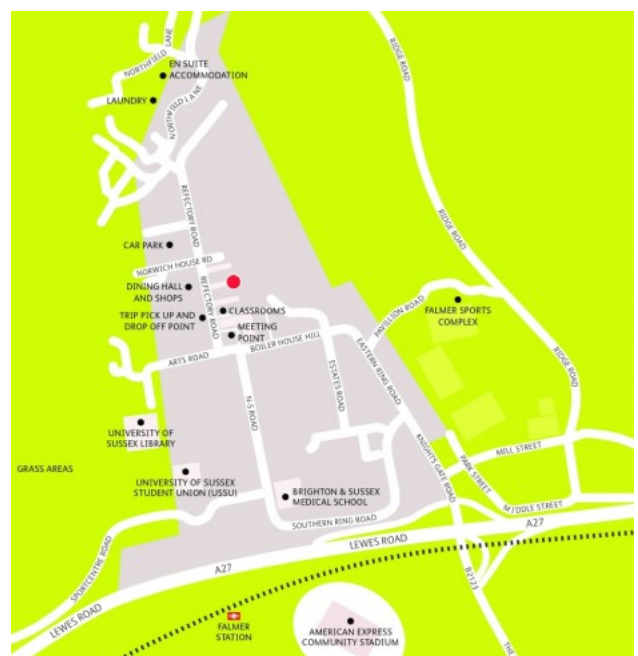 NORTHFIELD
LANE
EN SUITE
ACCOMMODATION
LAUNDRY
NORTHFIELD LANE
RIDGE ROAD
REFECTORY ROAD
RIDGE ROAD
CAR PARK
NORWICH HOUSE RD
DINING HALL
AND SHOPS
REFECTORY ROAD
TRIP PICK UP AND
DROP OFF POINT
CLASSROOMS
MEETING
POINT
PAVILLION ROAD
FALMER SPORTS
COMPLEX
BOILER HOUSE HILL
ARTS ROAD
EASTERN RING ROAD
ESTATES ROAD
RIDGE ROAD
N-S ROAD
UNIVERSITY OF
SUSSEX LIBRARY
GRASS AREAS
KNIGHTS GATE ROAD
PARK STREET
MILL STREET
UNIVERSITY OF SUSSEX
STUDENT UNION (USSU)
BRIGHTON & SUSSEX
MEDICAL SCHOOL
MIDDLE STREET
SOUTHERN RING ROAD
A27
LEWES ROAD
SPORTCENTRE ROAD
A27
B2123
LEWES ROAD
FALMER
STATION
AMERICAN EXPRESS
COMMUNITY STADIUM
THE